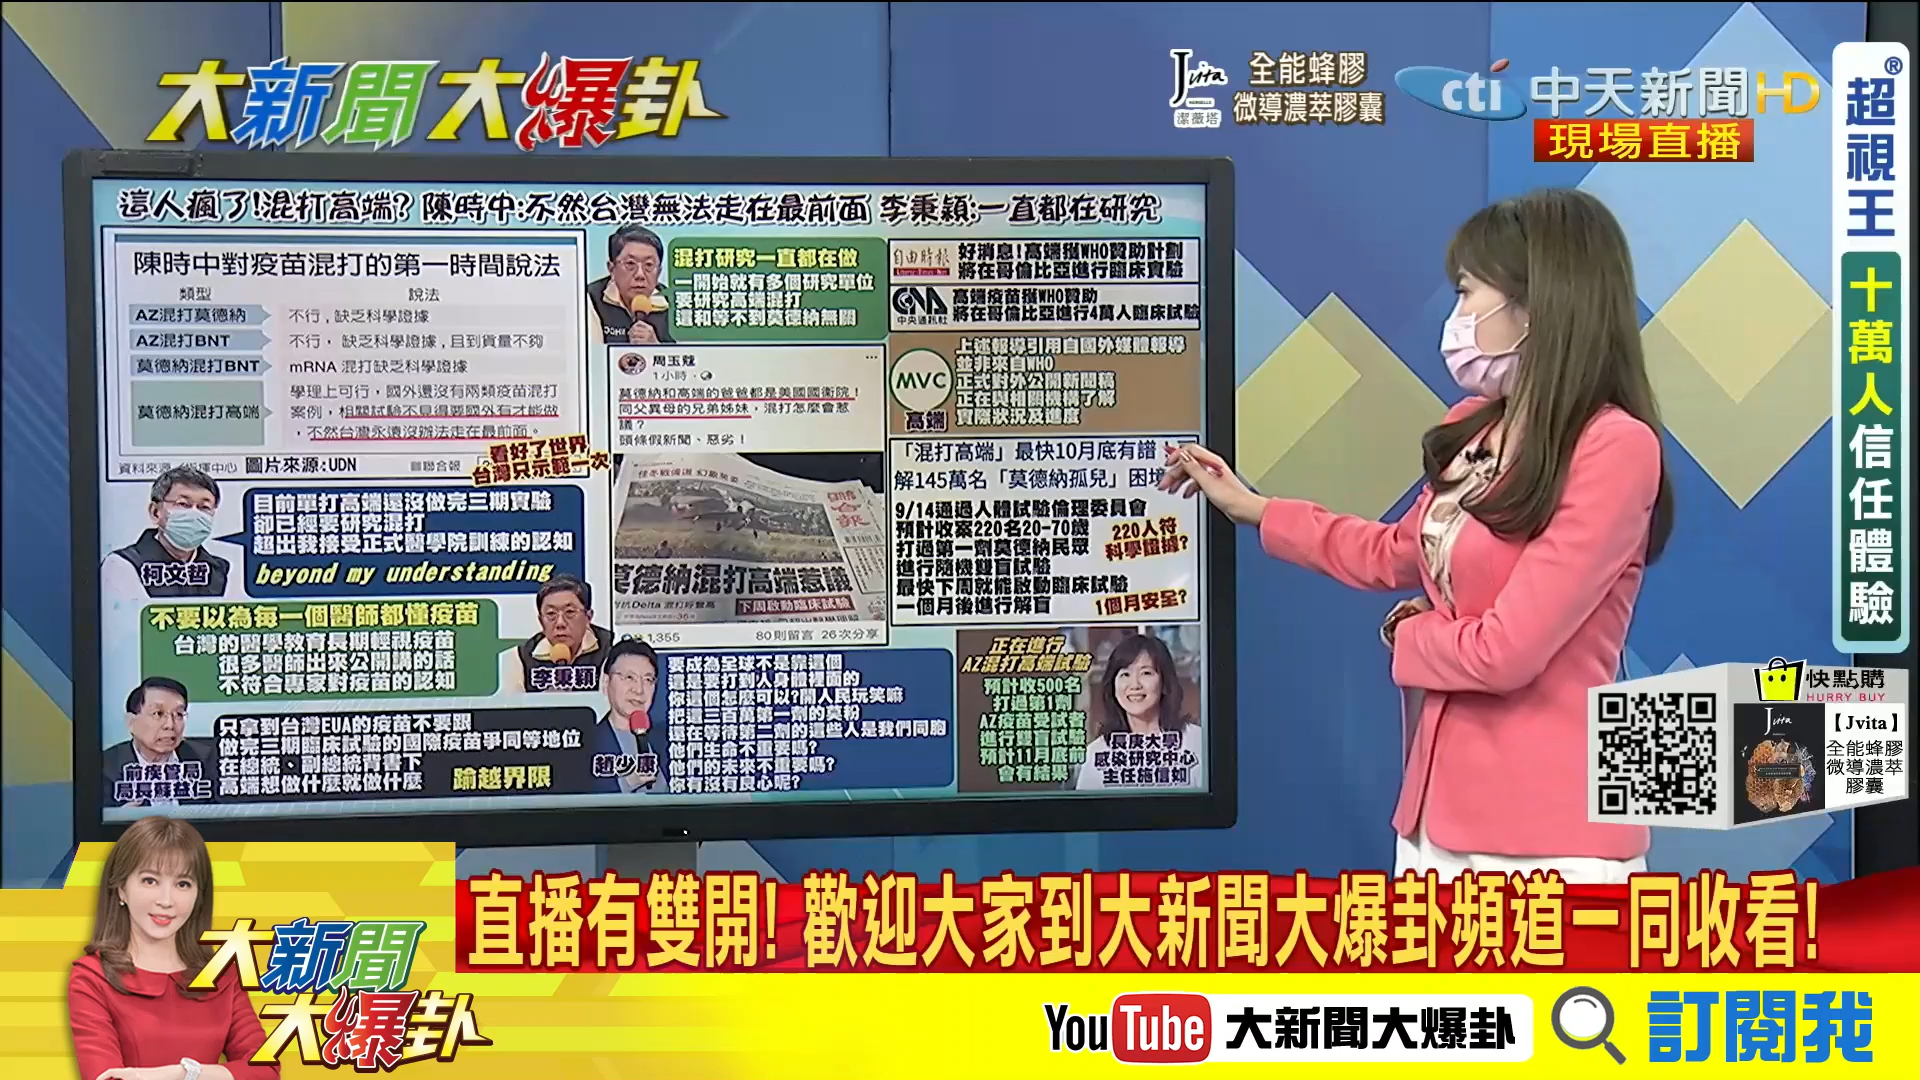 大新聞大爆卦
Jvita
潔薇塔
全能蜂膠
微導濃萃膠囊
cti 中天新聞HD
現場直播
超視王®
十萬人信任體驗
這人瘋了!混打高端? 陳時中:不然台灣無法走在最前面 李秉穎:一直都在研究
陳時中對疫苗混打的第一時間說法
類型 說法
AZ混打莫德納 不行，缺乏科學證據
AZ混打BNT 不行，缺乏科學證據，且到貨量不夠
莫德納混打BNT mRNA 混打缺乏科學證據
莫德納混打高端 學理上可行，國外還沒有兩類疫苗混打
案例，相關試驗不見得要國外有才能做
，不然台灣永遠沒辦法走在最前面。
資料來源／指揮中心 圖片來源:UDN 聯合報
看好了世界
台灣只示範一次
混打研究一直都在做
一開始就有多個研究單位
要研究高端混打
這和等不到莫德納無關
自由時報
好消息!高端獲WHO贊助計劃
將在哥倫比亞進行臨床實驗
CNA
中央通訊社
高端疫苗獲WHO贊助
將在哥倫比亞進行4萬人臨床試驗
MVC
高端
上述報導引用自國外媒體報導
並非來自WHO
正式對外公開新聞稿
正在與相關機構了解
實際狀況及進度
周玉蔻
1小時
莫德納和高端的爸爸都是美國國衛院！
同父異母的兄弟姊妹，混打怎麼會惹
議？
頭條假新聞、惡劣！
聯合報
莫德納混打高端惹議
下周啟動臨床試驗
1,355 80則留言 26次分享
「混打高端」最快10月底有譜
解145萬名「莫德納孤兒」困境
9/14通過人體試驗倫理委員會
預計收案220名20-70歲
打過第一劑莫德納民眾
進行隨機雙盲試驗
最快下周就能啟動臨床試驗
一個月後進行解盲
220人符
科學證據?
1個月安全?
柯文哲
目前單打高端還沒做完三期實驗
卻已經要研究混打
超出我接受正式醫學院訓練的認知
beyond my understanding
不要以為每一個醫師都懂疫苗
台灣的醫學教育長期輕視疫苗
很多醫師出來公開講的話
不符合專家對疫苗的認知
李秉穎
前疾管局
局長蘇益仁
只拿到台灣EUA的疫苗不要跟
做完三期臨床試驗的國際疫苗爭同等地位
在總統、副總統背書下
高端想做什麼就做什麼 踰越界限
趙少康
要成為全球不是靠這個
這是要打到人身體裡面的
你這個怎麼可以?開人民玩笑嘛
把這三百萬第一劑的莫粉
還在等待第二劑的這些人是我們同胞
他們生命不重要嗎?
他們的未來不重要嗎?
你有沒有良心呢?
正在進行
AZ混打高端試驗
預計收500名
打過第1劑
AZ疫苗受試者
進行雙盲試驗
預計11月底前
會有結果
長庚大學
感染研究中心
主任施信如
快點購
HURRY BUY
Jvita
【Jvita】
全能蜂膠
微導濃萃
膠囊
直播有雙開! 歡迎大家到大新聞大爆卦頻道一同收看!
大新聞
大爆卦
YouTube 大新聞大爆卦 訂閱我